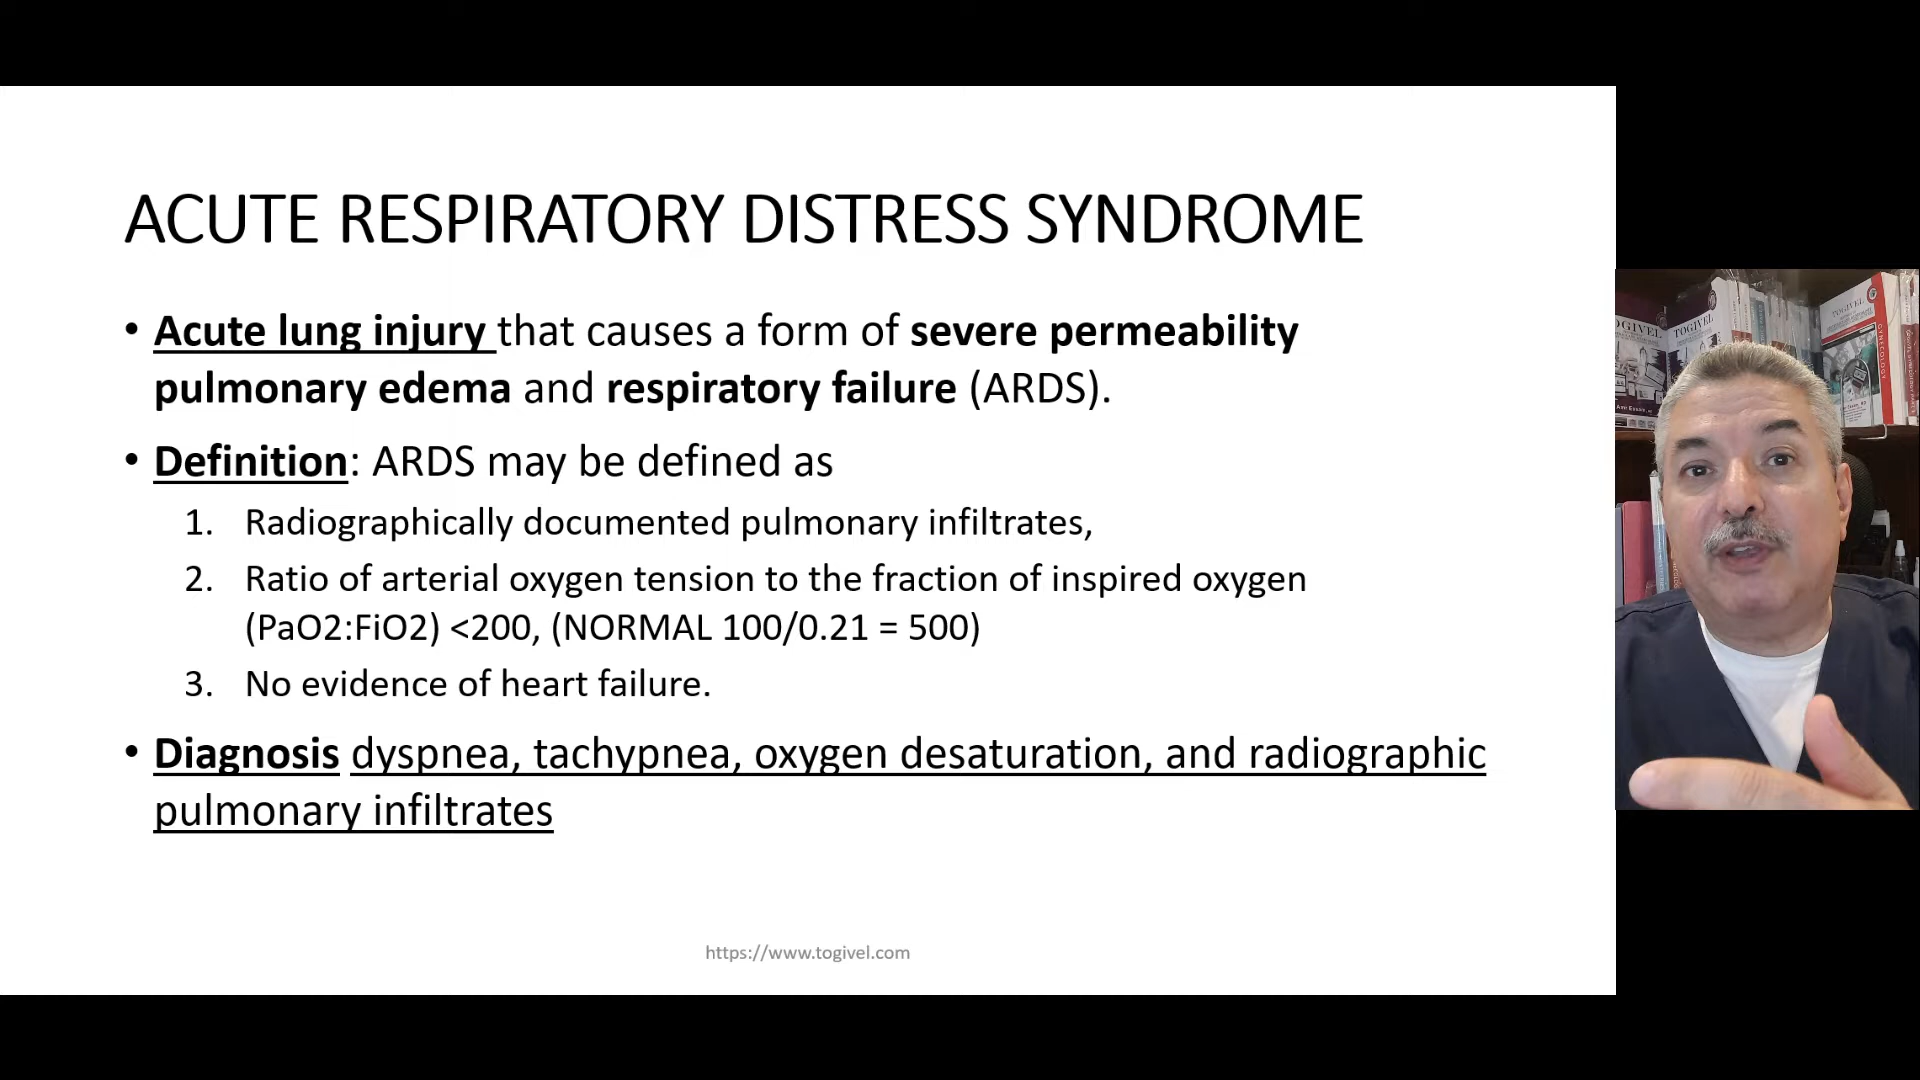 ACUTE RESPIRATORY DISTRESS SYNDROME
• Acute lung injury that causes a form of severe permeability
pulmonary edema and respiratory failure (ARDS).
• Definition: ARDS may be defined as
1. Radiographically documented pulmonary infiltrates,
2. Ratio of arterial oxygen tension to the fraction of inspired oxygen
(PaO2:FiO2) <200, (NORMAL 100/0.21 = 500)
3. No evidence of heart failure.
• Diagnosis dyspnea, tachypnea, oxygen desaturation, and radiographic
pulmonary infiltrates
https://www.togivel.com
TOGIVEL
TOGIVEL
GYNECOLOGY